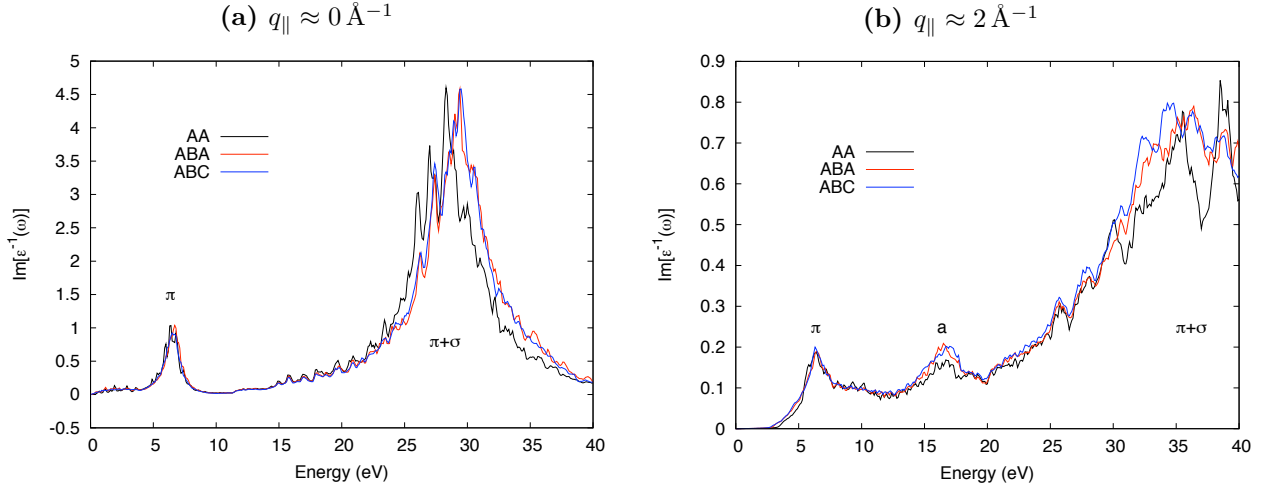 (a) q∥ ≈ 0 Å⁻¹
Im[ε⁻¹(ω)]
5
4.5
4
3.5
3
2.5
2
1.5
1
0.5
0
-0.5
AA
ABA
ABC
π
π+σ
0 5 10 15 20 25 30 35 40
Energy (eV)
(b) q∥ ≈ 2 Å⁻¹
Im[ε⁻¹(ω)]
0.9
0.8
0.7
0.6
0.5
0.4
0.3
0.2
0.1
0
AA
ABA
ABC
π
a
π+σ
0 5 10 15 20 25 30 35 40
Energy (eV)